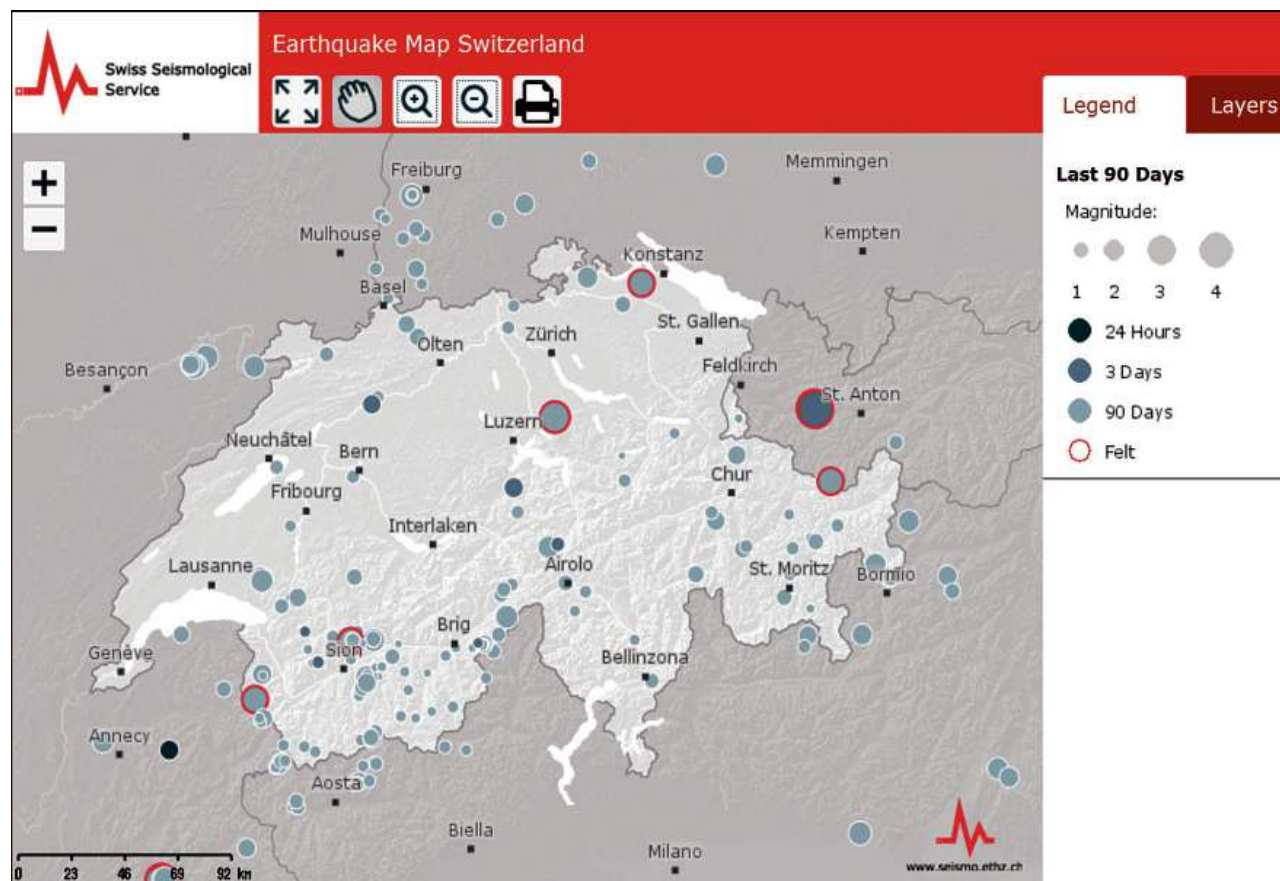 Swiss Seismological
Service
Earthquake Map Switzerland
Legend
Layers
Last 90 Days
Magnitude:
1 2 3 4
24 Hours
3 Days
90 Days
Felt
+
−
Freiburg
Memmingen
Mulhouse
Kempten
Konstanz
Basel
St. Gallen
Zürich
Olten
Besançon
Feldkirch
St. Anton
Luzern
Neuchâtel
Bern
Chur
Fribourg
Interlaken
Airolo
Lausanne
St. Moritz
Bormio
Brig
Genève
Sion
Bellinzona
Annecy
Aosta
Biella
Milano
www.seismo.ethz.ch
0 23 46 69 92 km